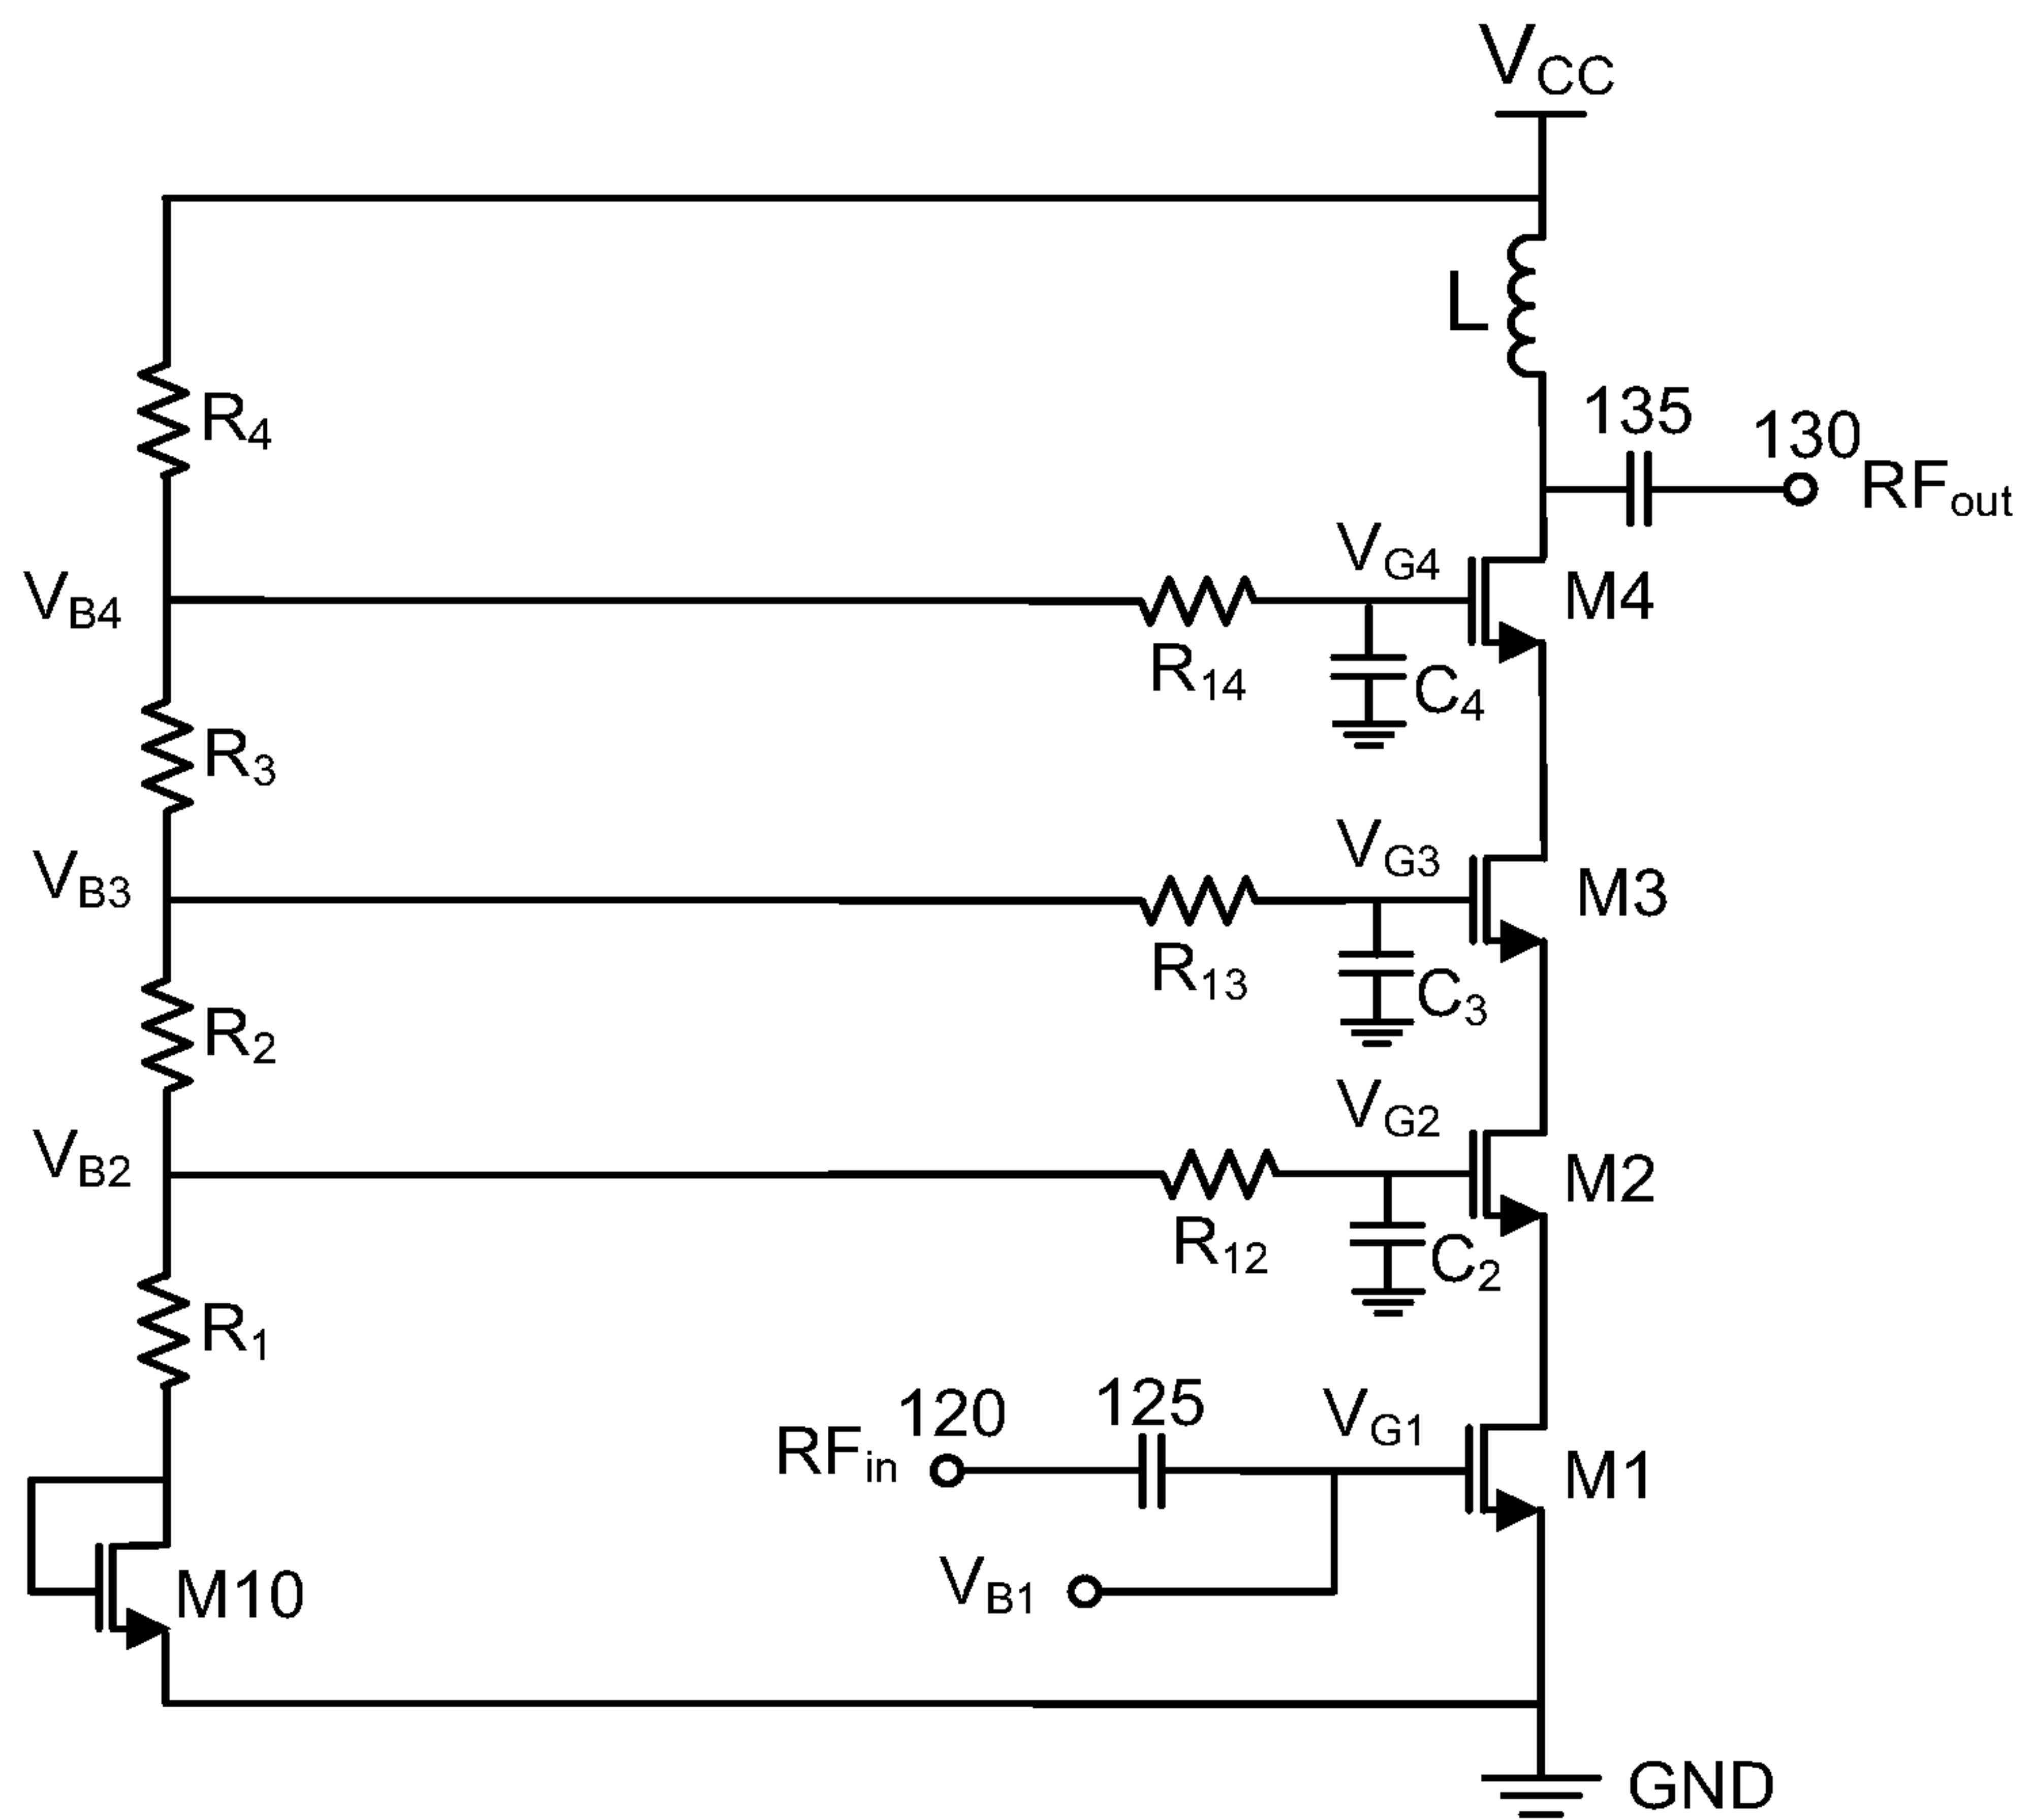 VCC
L
R4
135
130
RFout
VG4
VB4
M4
R14
C4
R3
VG3
VB3
M3
R13
C3
R2
VG2
VB2
M2
R12
C2
R1
120
125
VG1
RFin
M1
VB1
M10
GND